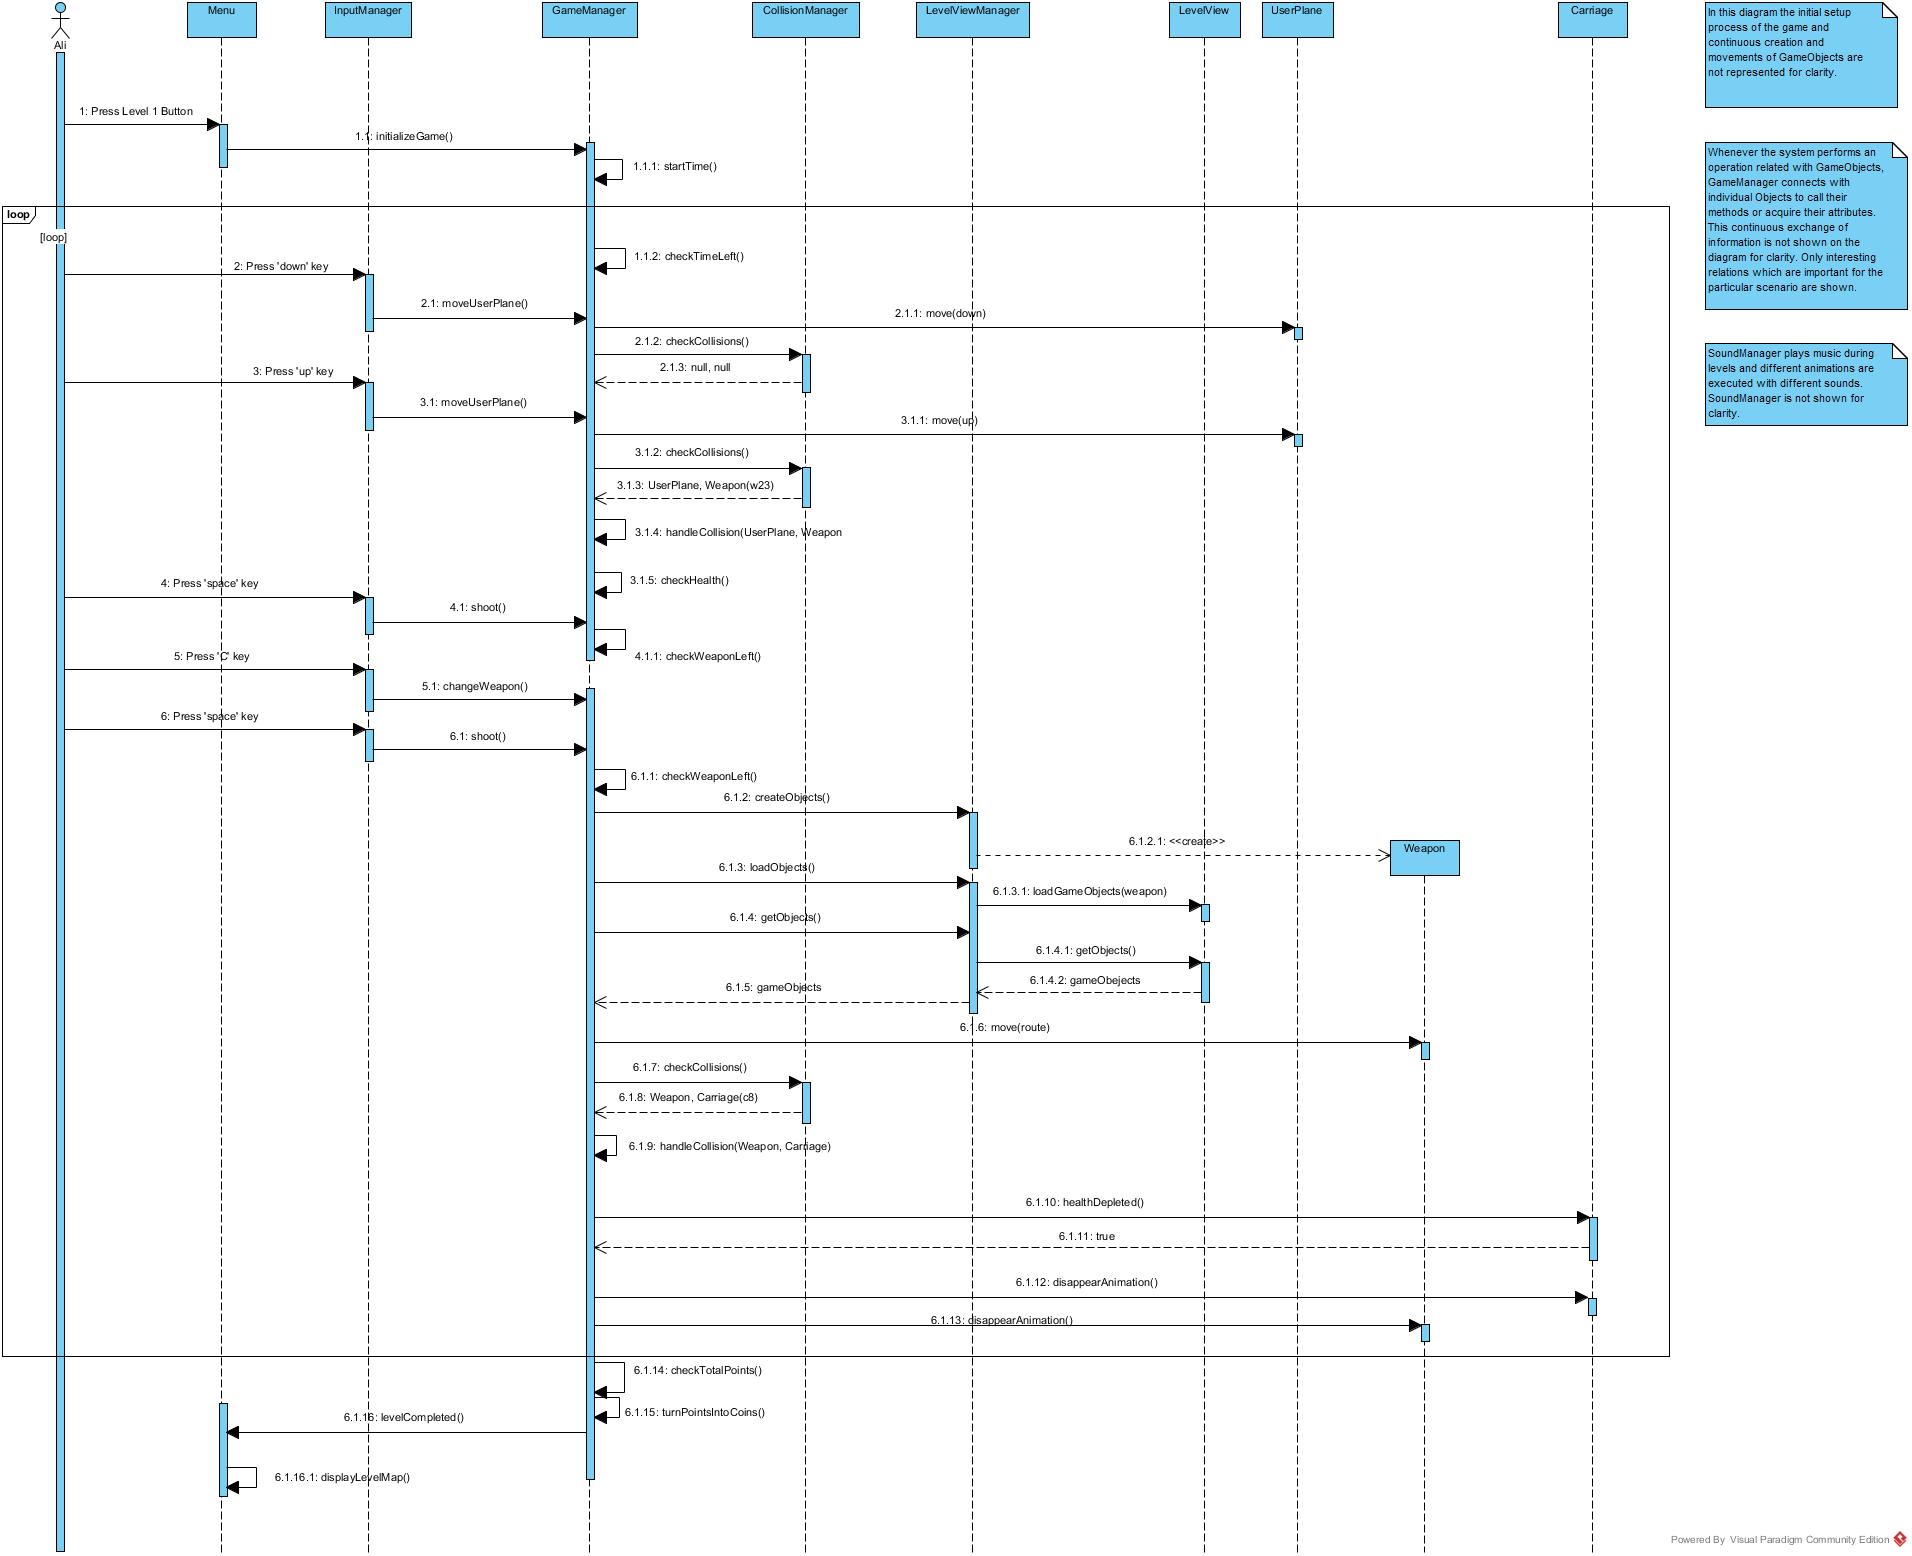 Menu
InputManager
GameManager
CollisionManager
LevelViewManager
LevelView
UserPlane
Carriage
Ali
In this diagram the initial setup
process of the game and
continuous creation and
movements of GameObjects are
not represented for clarity.
1: Press Level 1 Button
1.1: initializeGame()
1.1.1: startTime()
Whenever the system performs an
operation related with GameObjects,
GameManager connects with
individual Objects to call their
methods or acquire their attributes.
This continuous exchange of
information is not shown on the
diagram for clarity. Only interesting
relations which are important for the
particular scenario are shown.
loop
[loop]
1.1.2: checkTimeLeft()
2: Press 'down' key
2.1: moveUserPlane()
2.1.1: move(down)
2.1.2: checkCollisions()
2.1.3: null, null
SoundManager plays music during
levels and different animations are
executed with different sounds.
SoundManager is not shown for
clarity.
3: Press 'up' key
3.1: moveUserPlane()
3.1.1: move(up)
3.1.2: checkCollisions()
3.1.3: UserPlane, Weapon(w23)
3.1.4: handleCollision(UserPlane, Weapon
3.1.5: checkHealth()
4: Press 'space' key
4.1: shoot()
4.1.1: checkWeaponLeft()
5: Press 'C' key
5.1: changeWeapon()
6: Press 'space' key
6.1: shoot()
6.1.1: checkWeaponLeft()
6.1.2: createObjects()
6.1.2.1: <<create>>
Weapon
6.1.3: loadObjects()
6.1.3.1: loadGameObjects(weapon)
6.1.4: getObjects()
6.1.4.1: getObjects()
6.1.4.2: gameObejects
6.1.5: gameObjects
6.1.6: move(route)
6.1.7: checkCollisions()
6.1.8: Weapon, Carriage(c8)
6.1.9: handleCollision(Weapon, Carriage)
6.1.10: healthDepleted()
6.1.11: true
6.1.12: disappearAnimation()
6.1.13: disappearAnimation()
6.1.14: checkTotalPoints()
6.1.15: turnPointsIntoCoins()
6.1.16: levelCompleted()
6.1.16.1: displayLevelMap()
Powered By Visual Paradigm Community Edition